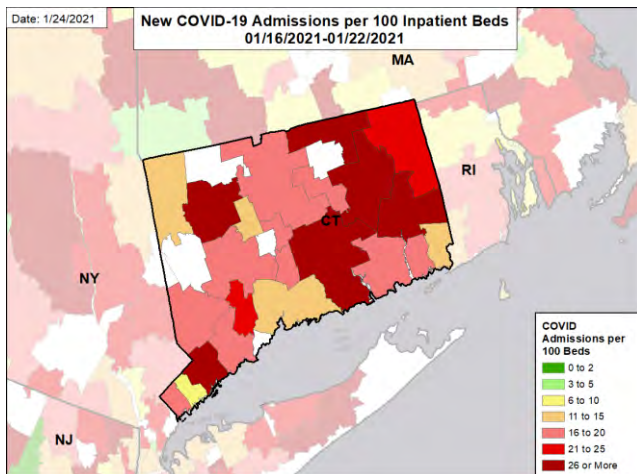 Date: 1/24/2021
New COVID-19 Admissions per 100 Inpatient Beds
01/16/2021-01/22/2021
MA
RI
CT
NY
NJ
COVID
Admissions per
100 Beds
0 to 2
3 to 5
6 to 10
11 to 15
16 to 20
21 to 25
26 or More